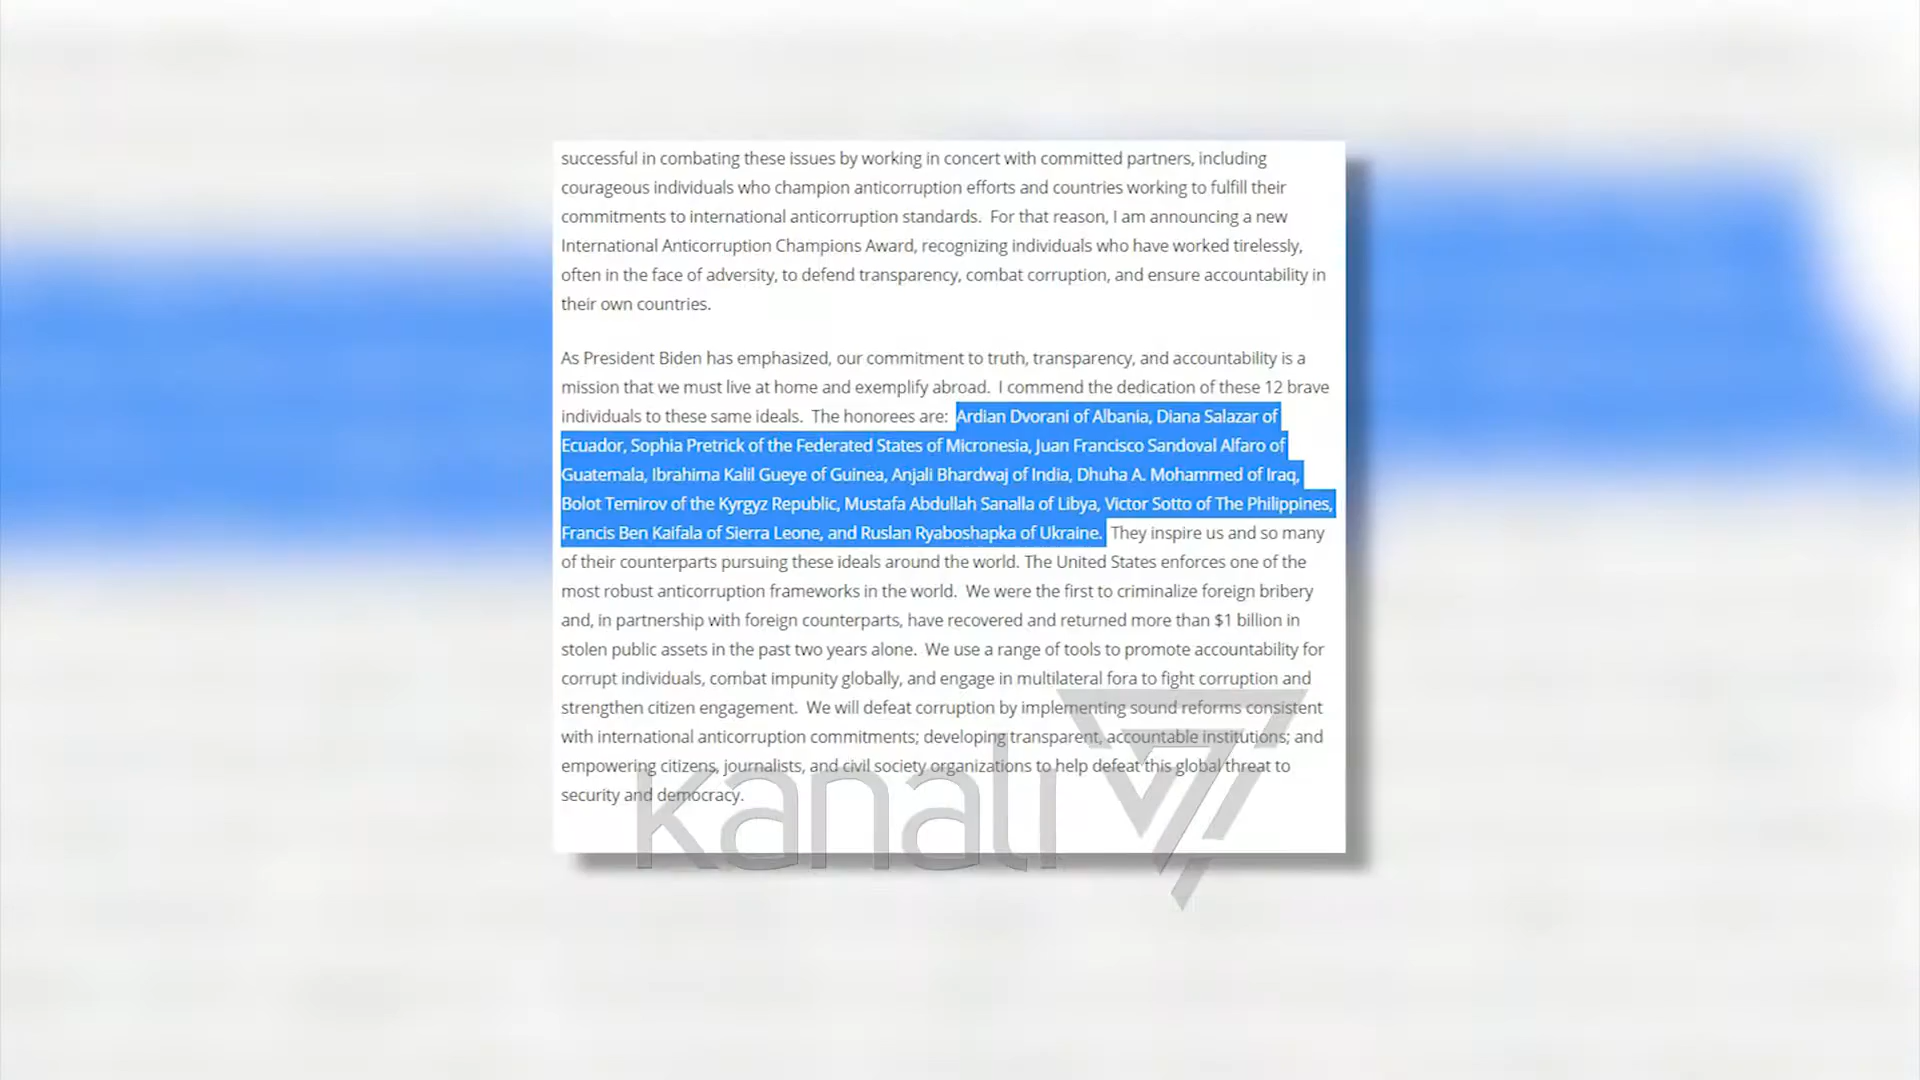 successful in combating these issues by working in concert with committed partners, including
courageous individuals who champion anticorruption efforts and countries working to fulfill their
commitments to international anticorruption standards.  For that reason, I am announcing a new
International Anticorruption Champions Award, recognizing individuals who have worked tirelessly,
often in the face of adversity, to defend transparency, combat corruption, and ensure accountability in
their own countries.
As President Biden has emphasized, our commitment to truth, transparency, and accountability is a
mission that we must live at home and exemplify abroad.  I commend the dedication of these 12 brave
individuals to these same ideals.  The honorees are:  Ardian Dvorani of Albania, Diana Salazar of
Ecuador, Sophia Pretrick of the Federated States of Micronesia, Juan Francisco Sandoval Alfaro of
Guatemala, Ibrahima Kalil Gueye of Guinea, Anjali Bhardwaj of India, Dhuha A. Mohammed of Iraq,
Bolot Temirov of the Kyrgyz Republic, Mustafa Abdullah Sanalla of Libya, Victor Sotto of The Philippines,
Francis Ben Kaifala of Sierra Leone, and Ruslan Ryaboshapka of Ukraine.  They inspire us and so many
of their counterparts pursuing these ideals around the world. The United States enforces one of the
most robust anticorruption frameworks in the world.  We were the first to criminalize foreign bribery
and, in partnership with foreign counterparts, have recovered and returned more than $1 billion in
stolen public assets in the past two years alone.  We use a range of tools to promote accountability for
corrupt individuals, combat impunity globally, and engage in multilateral fora to fight corruption and
strengthen citizen engagement.  We will defeat corruption by implementing sound reforms consistent
with international anticorruption commitments; developing transparent, accountable institutions; and
empowering citizens, journalists, and civil society organizations to help defeat this global threat to
security and democracy.
kanali 7